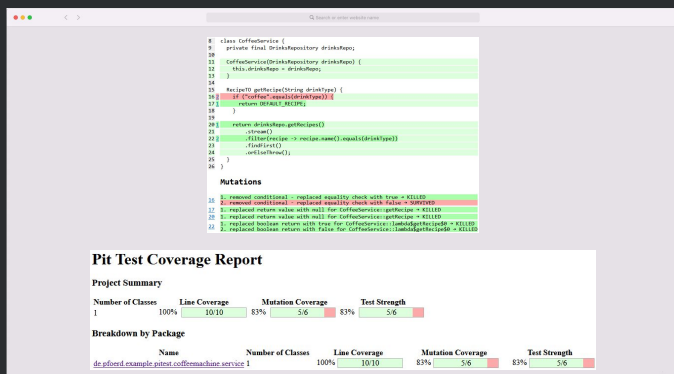 Search or enter website name
8 class CoffeeService {
9 private final DrinksRepository drinksRepo;
10
11 CoffeeService(DrinksRepository drinksRepo) {
12 this.drinksRepo = drinksRepo;
13 }
14
15 RecipeTO getRecipe(String drinkType) {
16 2 if ("coffee".equals(drinkType)) {
17 1 return DEFAULT_RECIPE;
18 }
19
20 1 return drinksRepo.getRecipes()
21 .stream()
22 2 .filter(recipe -> recipe.name().equals(drinkType))
23 .findFirst()
24 .orElseThrow();
25 }
26 }
Mutations
16 1. removed conditional - replaced equality check with true → KILLED
2. removed conditional - replaced equality check with false → SURVIVED
17 1. replaced return value with null for CoffeeService::getRecipe → KILLED
20 1. replaced return value with null for CoffeeService::getRecipe → KILLED
22 1. replaced boolean return with true for CoffeeService::lambda$getRecipe$0 → KILLED
2. replaced boolean return with false for CoffeeService::lambda$getRecipe$0 → KILLED
Pit Test Coverage Report
Project Summary
Number of Classes Line Coverage Mutation Coverage Test Strength
1 100% 10/10 83% 5/6 83% 5/6
Breakdown by Package
Name Number of Classes Line Coverage Mutation Coverage Test Strength
de.pfoerd.example.pitest.coffeemachine.service 1 100% 10/10 83% 5/6 83% 5/6